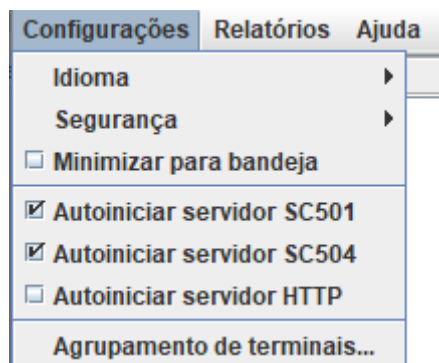 Configurações Relatórios Ajuda
Idioma
Segurança
Minimizar para bandeja
Autoiniciar servidor SC501
Autoiniciar servidor SC504
Autoiniciar servidor HTTP
Agrupamento de terminais...